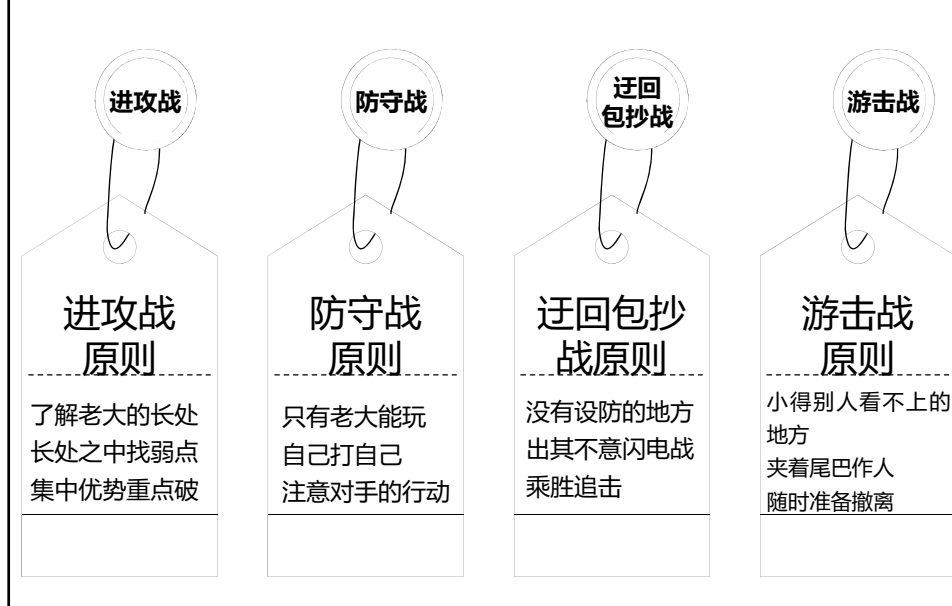 进攻战
防守战
迂回
包抄战
游击战
进攻战
原则
了解老大的长处
长处之中找弱点
集中优势重点破
防守战
原则
只有老大能玩
自己打自己
注意对手的行动
迂回包抄
战原则
没有设防的地方
出其不意闪电战
乘胜追击
游击战
原则
小得别人看不上的
地方
夹着尾巴作人
随时准备撤离